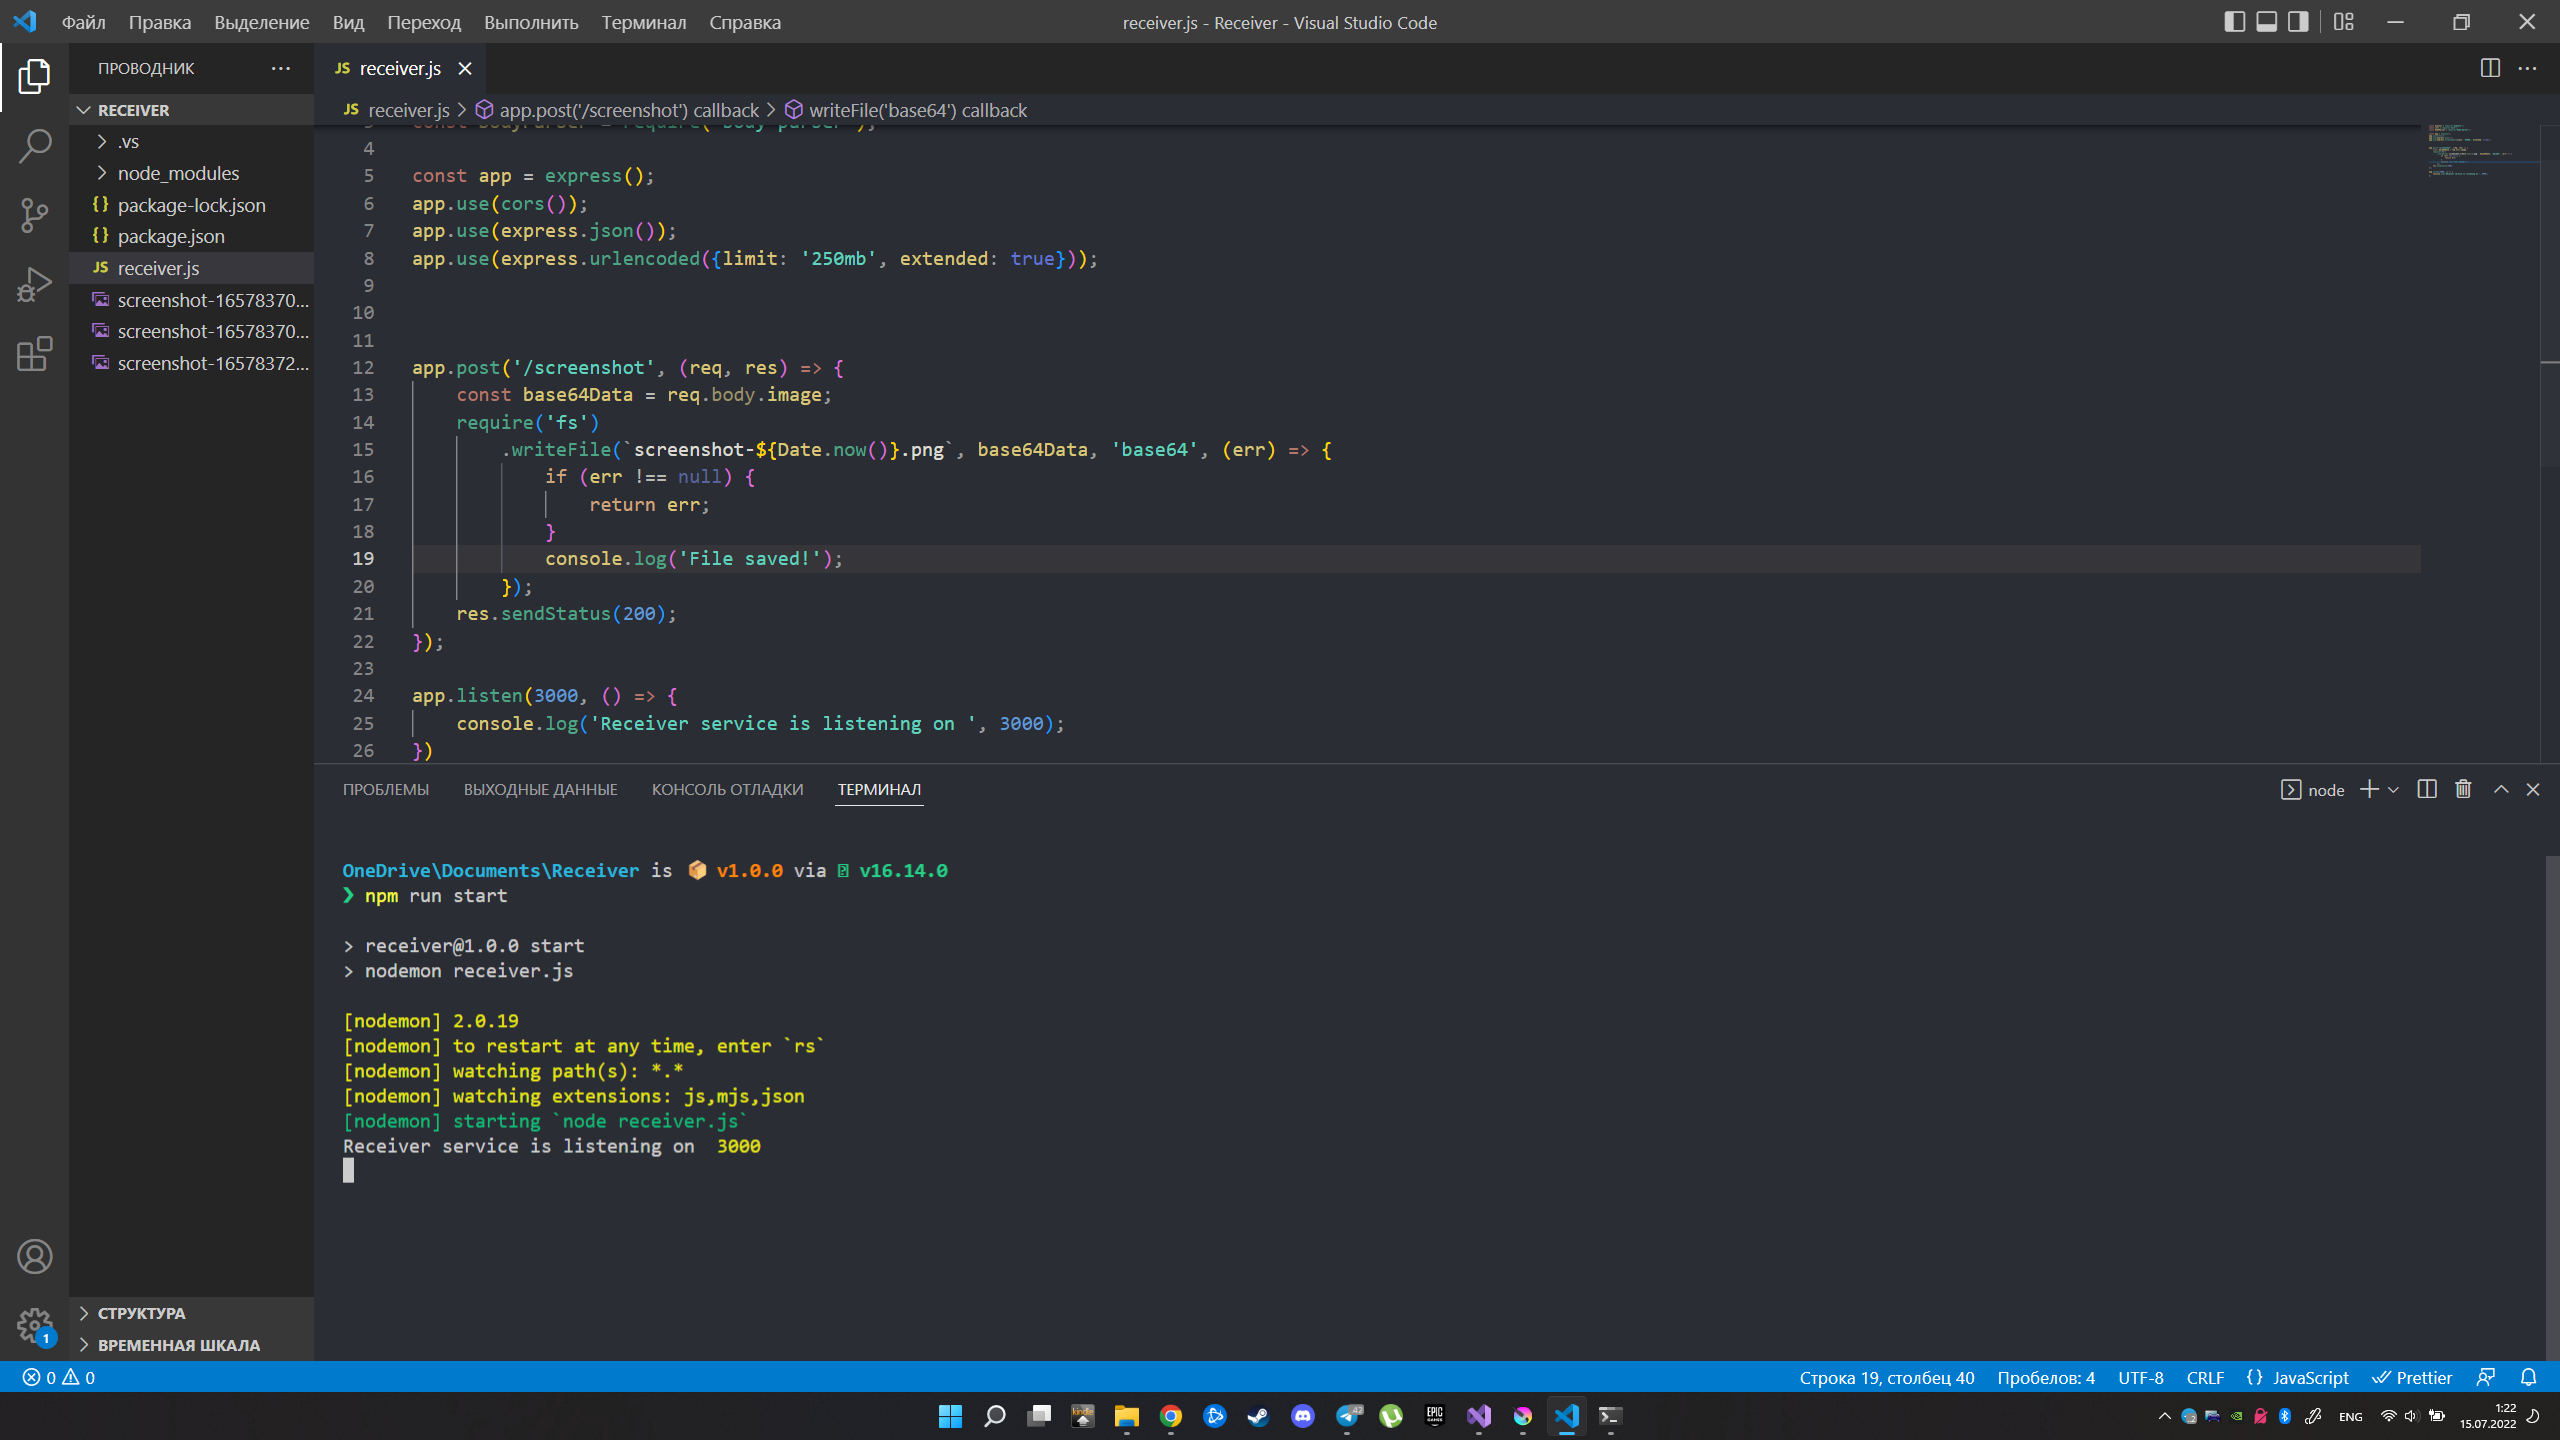 Файл Правка Выделение Вид Переход Выполнить Терминал Справка
receiver.js - Receiver - Visual Studio Code
ПРОВОДНИК
RECEIVER
.vs
node_modules
{} package-lock.json
{} package.json
JS receiver.js
screenshot-16578370...
screenshot-16578370...
screenshot-16578372...
СТРУКТУРА
ВРЕМЕННАЯ ШКАЛА
JS receiver.js
JS receiver.js > app.post('/screenshot') callback > writeFile('base64') callback
4
5 const app = express();
6 app.use(cors());
7 app.use(express.json());
8 app.use(express.urlencoded({limit: '250mb', extended: true}));
9
10
11
12 app.post('/screenshot', (req, res) => {
13 const base64Data = req.body.image;
14 require('fs')
15 .writeFile(`screenshot-${Date.now()}.png`, base64Data, 'base64', (err) => {
16 if (err !== null) {
17 return err;
18 }
19 console.log('File saved!');
20 });
21 res.sendStatus(200);
22 });
23
24 app.listen(3000, () => {
25 console.log('Receiver service is listening on ', 3000);
26 })
ПРОБЛЕМЫ ВЫХОДНЫЕ ДАННЫЕ КОНСОЛЬ ОТЛАДКИ ТЕРМИНАЛ
node
OneDrive\Documents\Receiver is v1.0.0 via v16.14.0
❯ npm run start
> receiver@1.0.0 start
> nodemon receiver.js
[nodemon] 2.0.19
[nodemon] to restart at any time, enter `rs`
[nodemon] watching path(s): *.*
[nodemon] watching extensions: js,mjs,json
[nodemon] starting `node receiver.js`
Receiver service is listening on  3000
1
0 0
Строка 19, столбец 40 Пробелов: 4 UTF-8 CRLF {} JavaScript Prettier
kindle
42
EPIC GAMES
ENG
1:22
15.07.2022